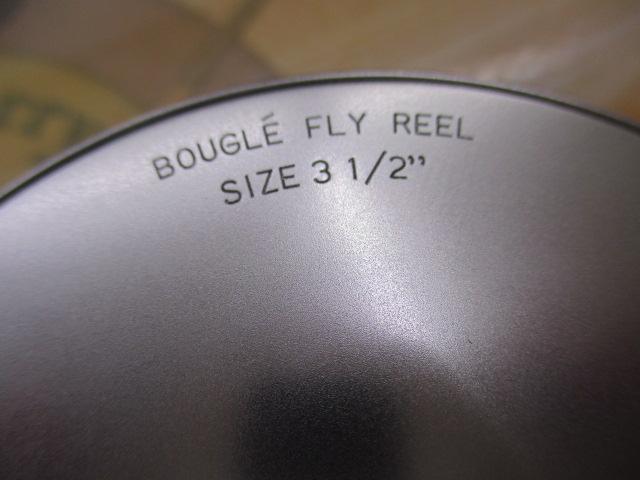 BOUGLÉ FLY REEL
SIZE 3 1/2”